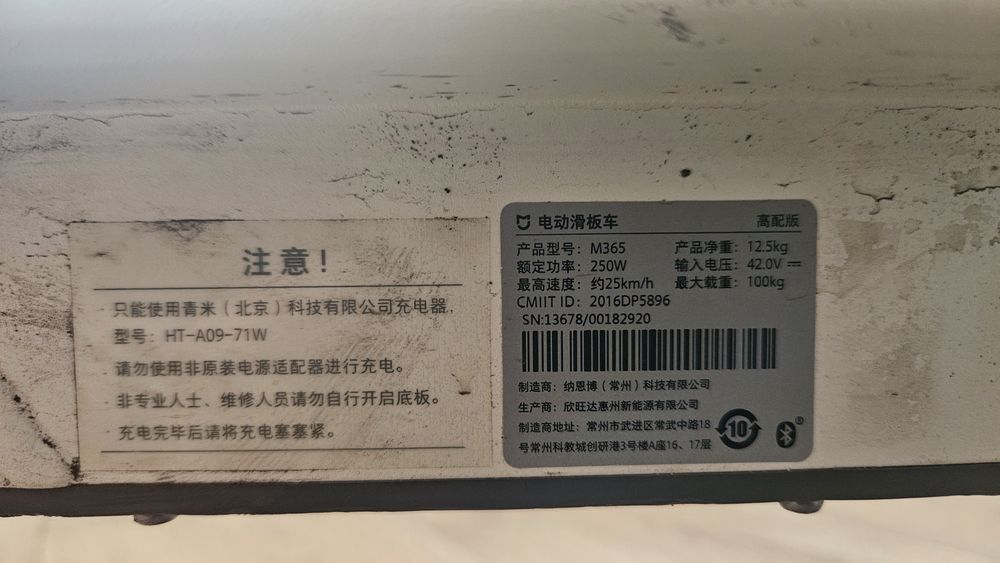 注意！
只能使用青米（北京）科技有限公司充电器，
型号：HT-A09-71W
请勿使用非原装电源适配器进行充电。
非专业人士、维修人员请勿自行开启底板。
充电完毕后请将充电塞塞紧。
电动滑板车 高配版
产品型号：M365 产品净重：12.5kg
额定功率：250W 输入电压：42.0V
最高速度：约25km/h 最大载重：100kg
CMIIT ID：2016DP5896
SN:13678/00182920
制造商：纳恩博（常州）科技有限公司
生产商：欣旺达惠州新能源有限公司
制造商地址：常州市武进区常武中路18
号常州科教城创研港3号楼A座16、17层
10